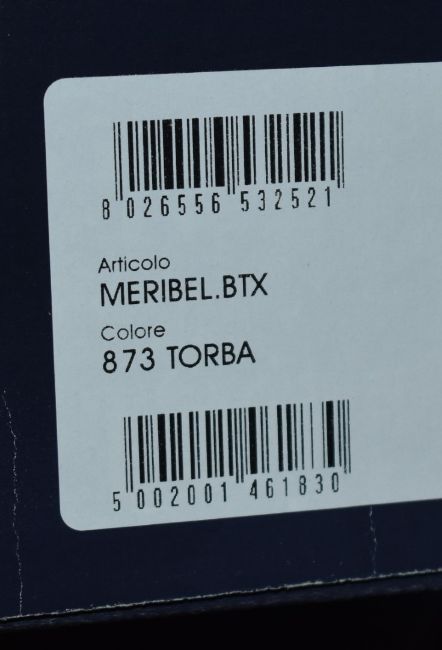 8 026556 532521
Articolo
MERIBEL.BTX
Colore
873 TORBA
5 002001 461830